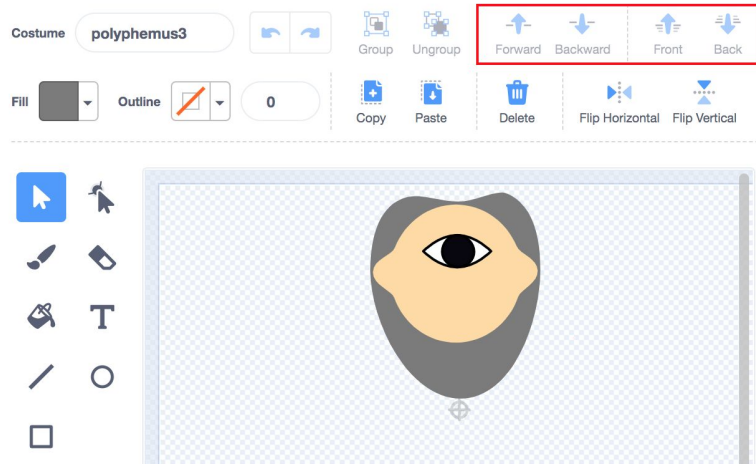 Costume polyphemus3
Group Ungroup Forward Backward Front Back
Fill Outline 0
Copy Paste Delete Flip Horizontal Flip Vertical
T